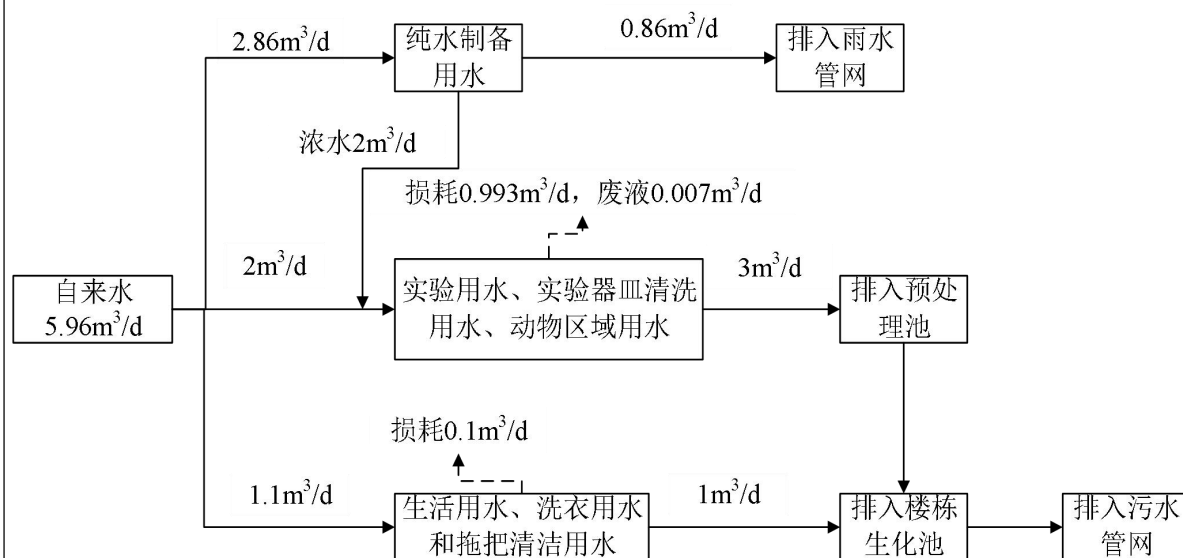 2.86m³/d
纯水制备
用水
0.86m³/d
排入雨水
管网
浓水2m³/d
损耗0.993m³/d，废液0.007m³/d
自来水
5.96m³/d
2m³/d
实验用水、实验器皿清洗
用水、动物区域用水
3m³/d
排入预处
理池
损耗0.1m³/d
1.1m³/d
生活用水、洗衣用水
和拖把清洁用水
1m³/d
排入楼栋
生化池
排入污水
管网